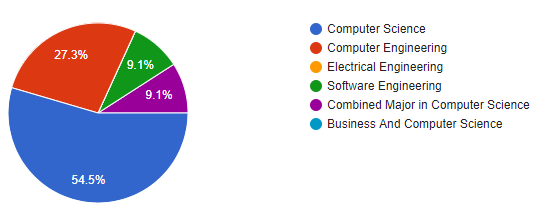 27.3%
9.1%
9.1%
54.5%
Computer Science
Computer Engineering
Electrical Engineering
Software Engineering
Combined Major in Computer Science
Business And Computer Science